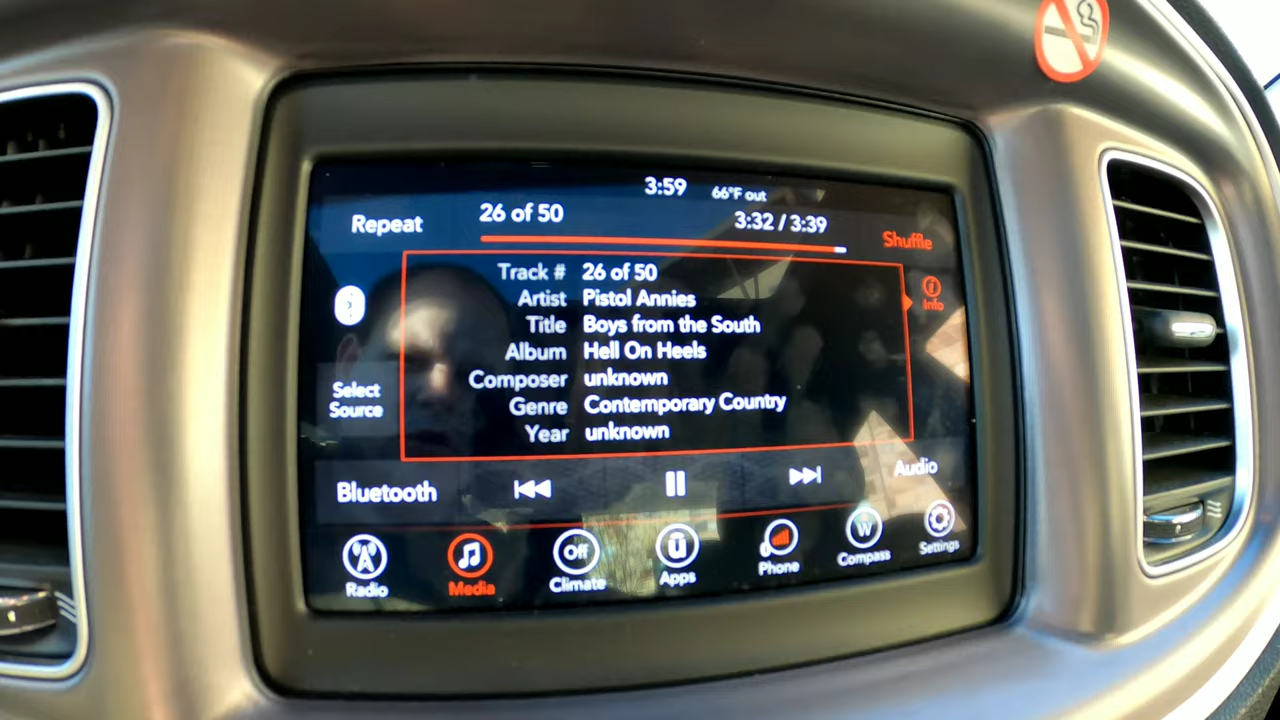 3:59 66°F out
Repeat 26 of 50 3:32 / 3:39 Shuffle
Track # 26 of 50
Info
Artist Pistol Annies
Title Boys from the South
Album Hell On Heels
Select Source
Composer unknown
Genre Contemporary Country
Year unknown
Bluetooth Audio
Off W
Radio Media Climate Apps Phone Compass Settings